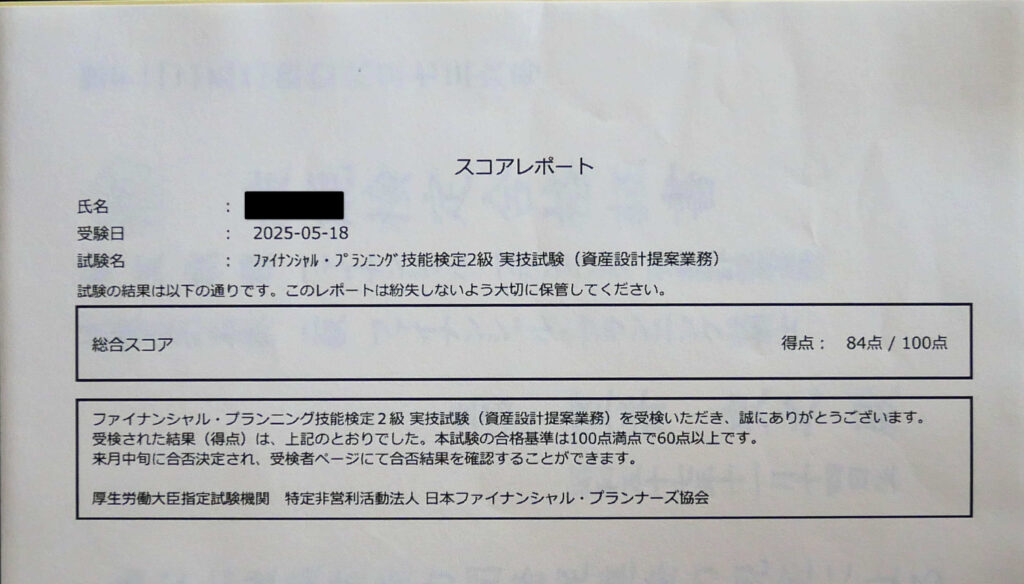 スコアレポート
氏名 :
受験日 : 2025-05-18
試験名 : ﾌｧｲﾅﾝｼｬﾙ・ﾌﾟﾗﾝﾆﾝｸﾞ技能検定2級 実技試験（資産設計提案業務）
試験の結果は以下の通りです。このレポートは紛失しないよう大切に保管してください。
総合スコア 得点： 84点 / 100点
ファイナンシャル・プランニング技能検定２級 実技試験（資産設計提案業務）を受検いただき、誠にありがとうございます。
受検された結果（得点）は、上記のとおりでした。本試験の合格基準は100点満点で60点以上です。
来月中旬に合否決定され、受検者ページにて合否結果を確認することができます。
厚生労働大臣指定試験機関 特定非営利活動法人 日本ファイナンシャル・プランナーズ協会